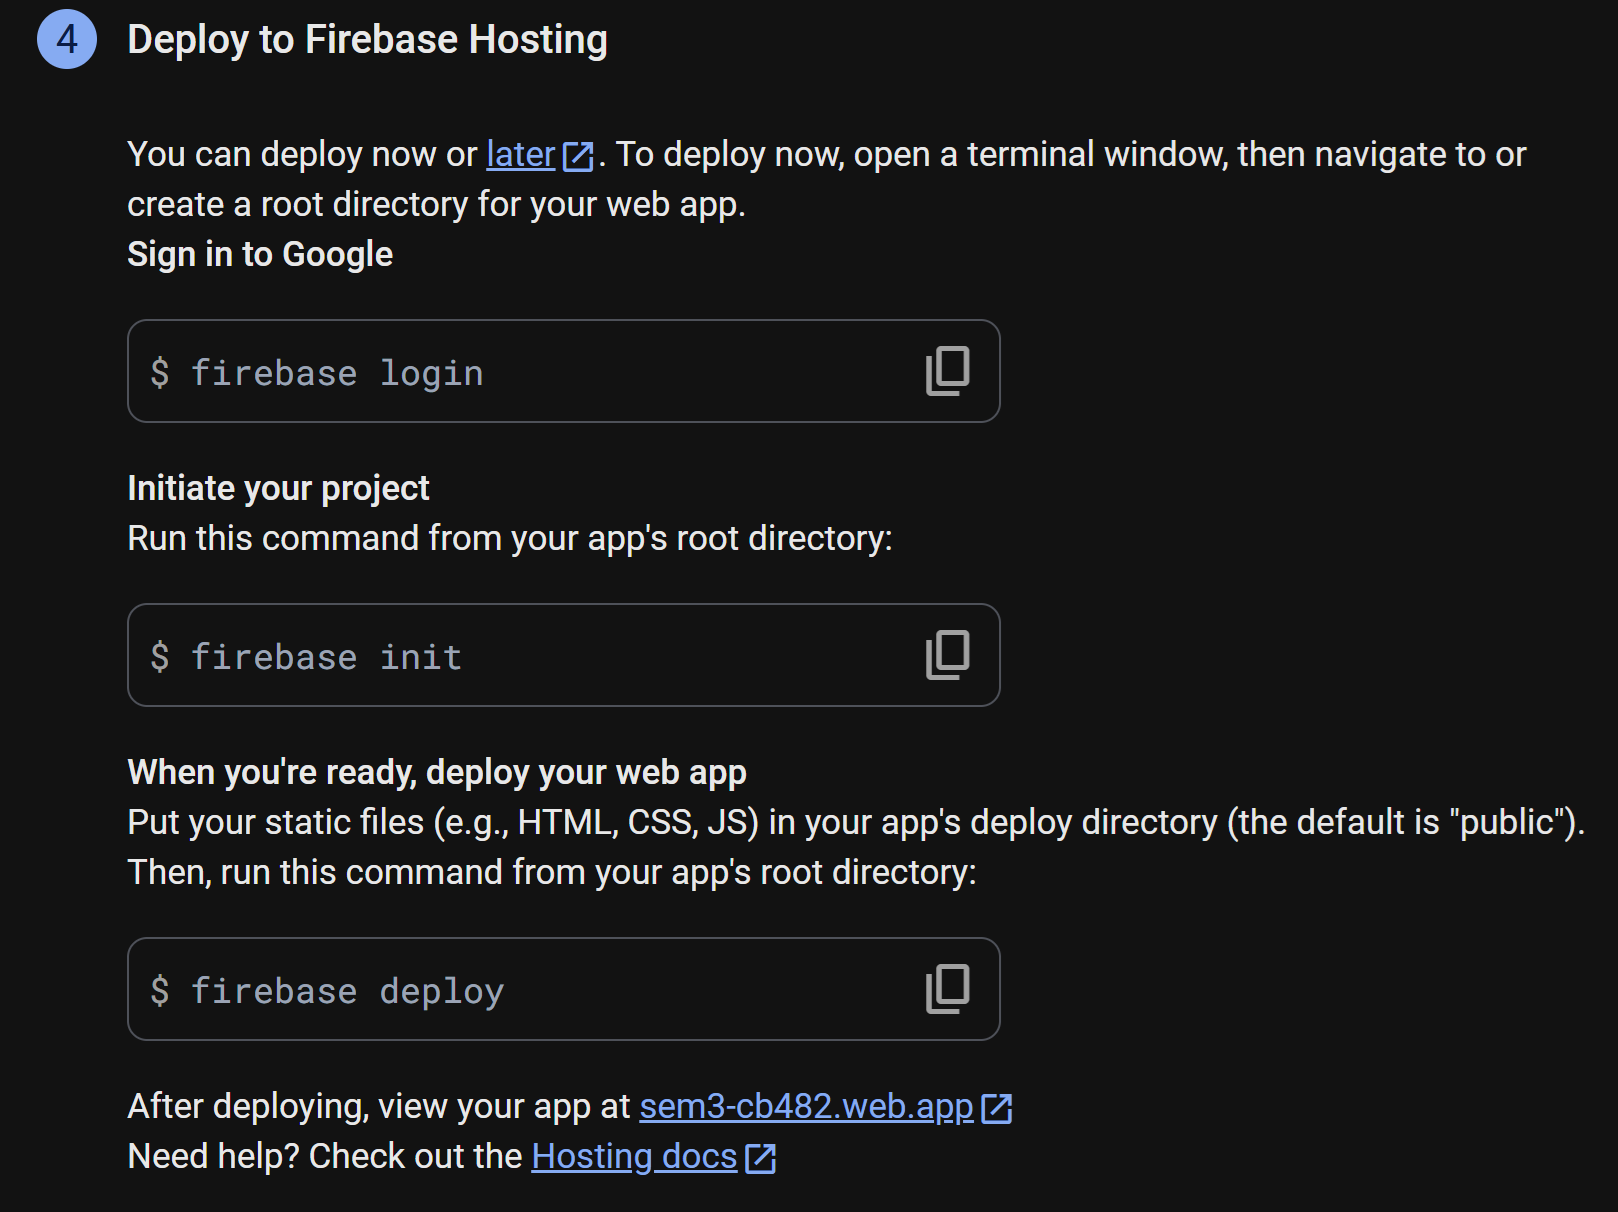 4 Deploy to Firebase Hosting
You can deploy now or later. To deploy now, open a terminal window, then navigate to or
create a root directory for your web app.
Sign in to Google
$ firebase login
Initiate your project
Run this command from your app's root directory:
$ firebase init
When you're ready, deploy your web app
Put your static files (e.g., HTML, CSS, JS) in your app's deploy directory (the default is "public").
Then, run this command from your app's root directory:
$ firebase deploy
After deploying, view your app at sem3-cb482.web.app
Need help? Check out the Hosting docs